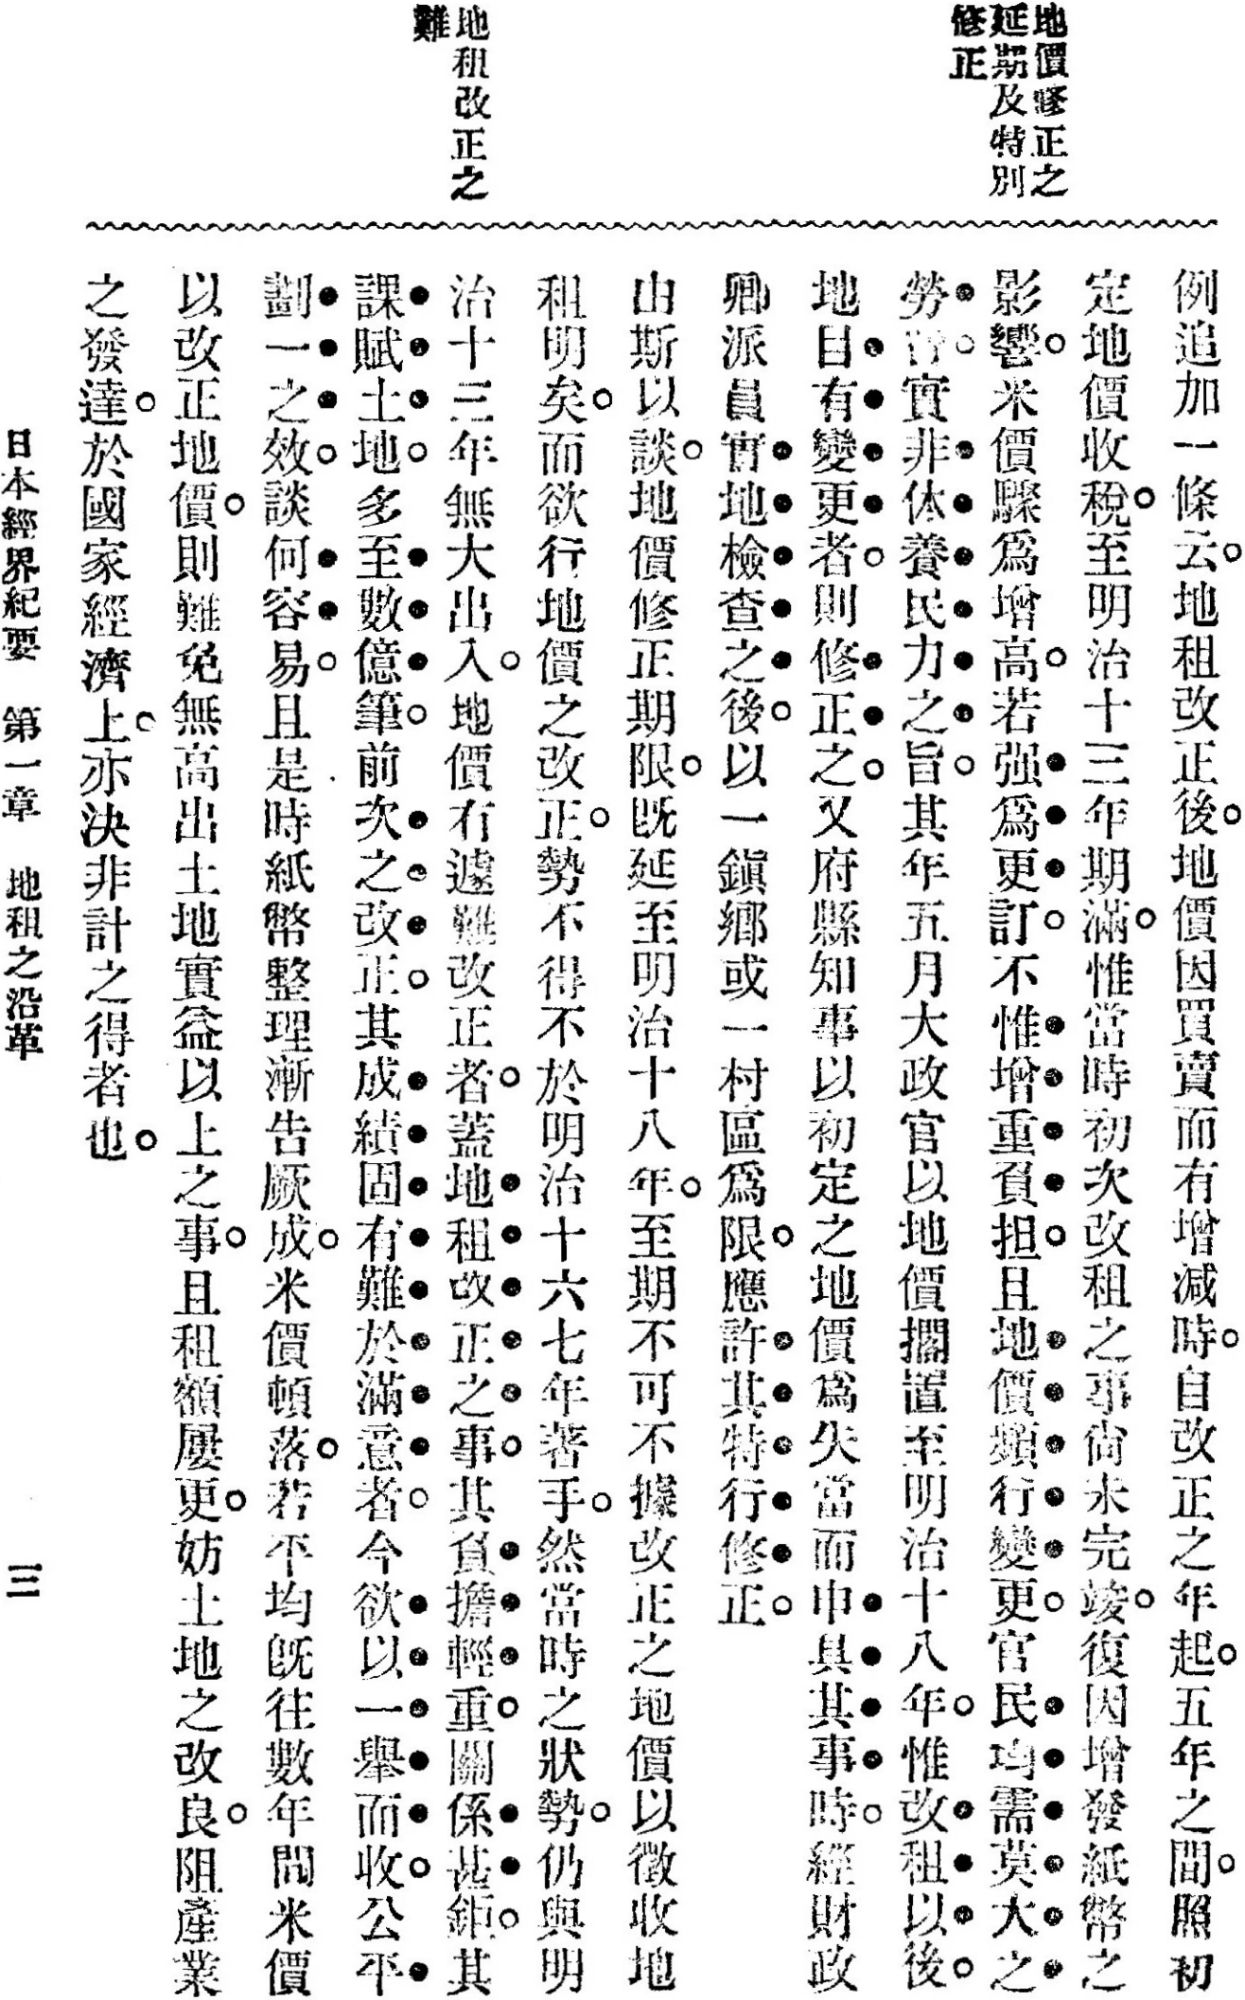 地價修正之
延期及特別
修正
地租改正之
難
例追加一條云。地租改正後。地價因買賣而有增減時。自改正之年起。五年之間。照初
定地價收稅。至明治十三年期滿。惟當時初次改租之事尙未完竣。復因增發紙幣之
影響。米價驟爲增高。若强爲更訂。不惟增重負担。且地價類行變更。官民均需莫大之
勞。實非休養民力之旨。其年五月大政官以地價擱置至明治十八年。惟改租以後。
地目有變更者。則修正之。又府縣知事以初定之地價爲失當而申具其事時。經財政
卿派員實地檢查之後。以一鎭鄉或一村區爲限。應許其特行修正。
由斯以談。地價修正期限。既延至明治十八年。至期不可不據改正之地價以徵收地
租明矣。而欲行地價之改正。勢不得不於明治十六七年著手。然當時之狀勢。仍與明
治十三年無大出入。地價有遽難改正者。蓋地租改正之事。其負擔輕重。關係甚鉅。其
課賦土地。多至數億筆。前次之改正。其成績固有難於滿意者。今欲以一舉而收。公平
劃一之效。談何容易。且是時紙幣整理漸告厥成。米價頓落。若平均既往數年間米價
以改正地價。則難免無高出土地實益以上之事。且租額屢更。妨土地之改良。阻產業
之發達。於國家經濟上。亦決非計之得者也。
日本經界紀要 第一章 地租之沿革 三